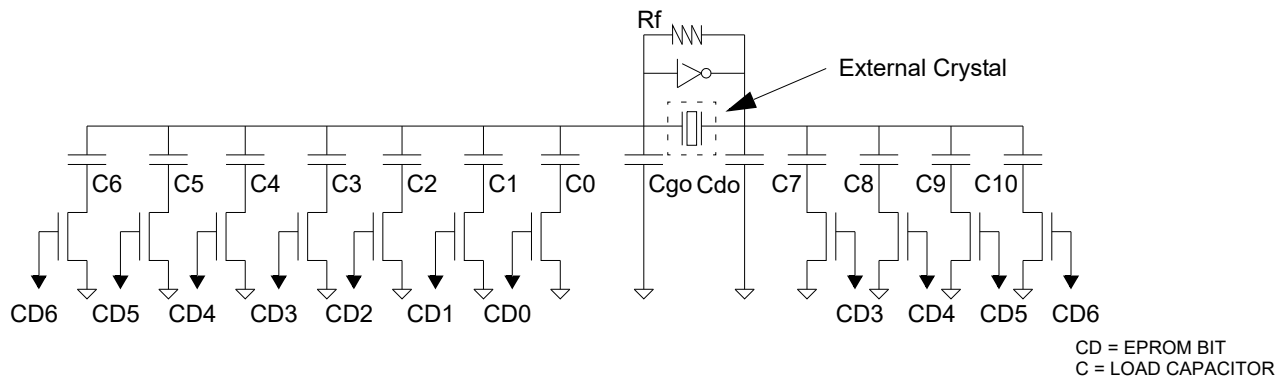 Rf
External Crystal
C6 C5 C4 C3 C2 C1 C0 Cgo Cdo C7 C8 C9 C10
CD6 CD5 CD4 CD3 CD2 CD1 CD0 CD3 CD4 CD5 CD6
CD = EPROM BIT
C = LOAD CAPACITOR